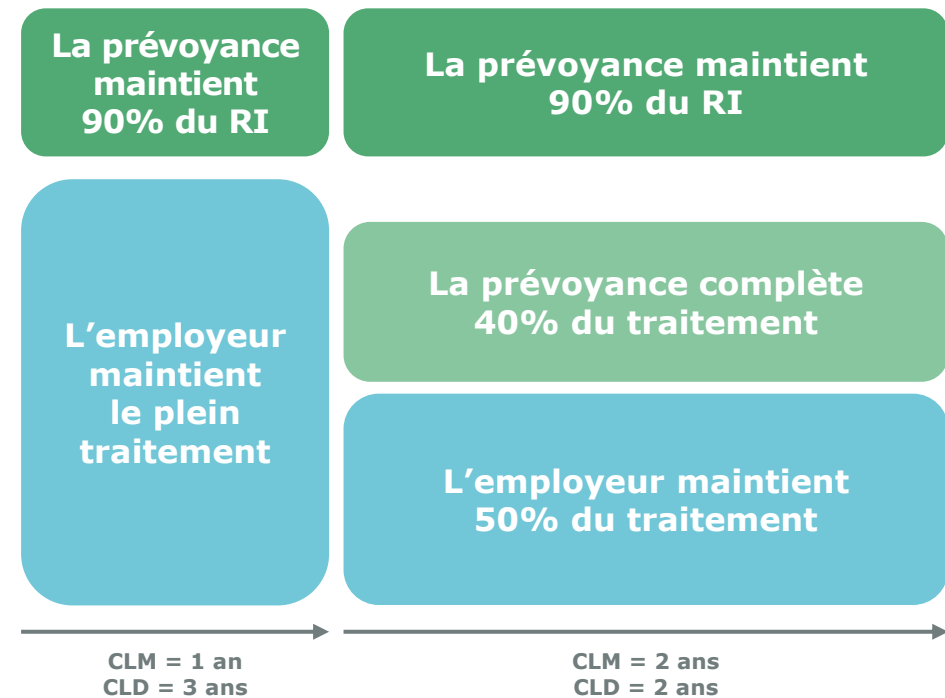 La prévoyance
maintient
90% du RI
La prévoyance maintient
90% du RI
L’employeur
maintient
le plein
traitement
La prévoyance complète
40% du traitement
L’employeur maintient
50% du traitement
CLM = 1 an
CLD = 3 ans
CLM = 2 ans
CLD = 2 ans